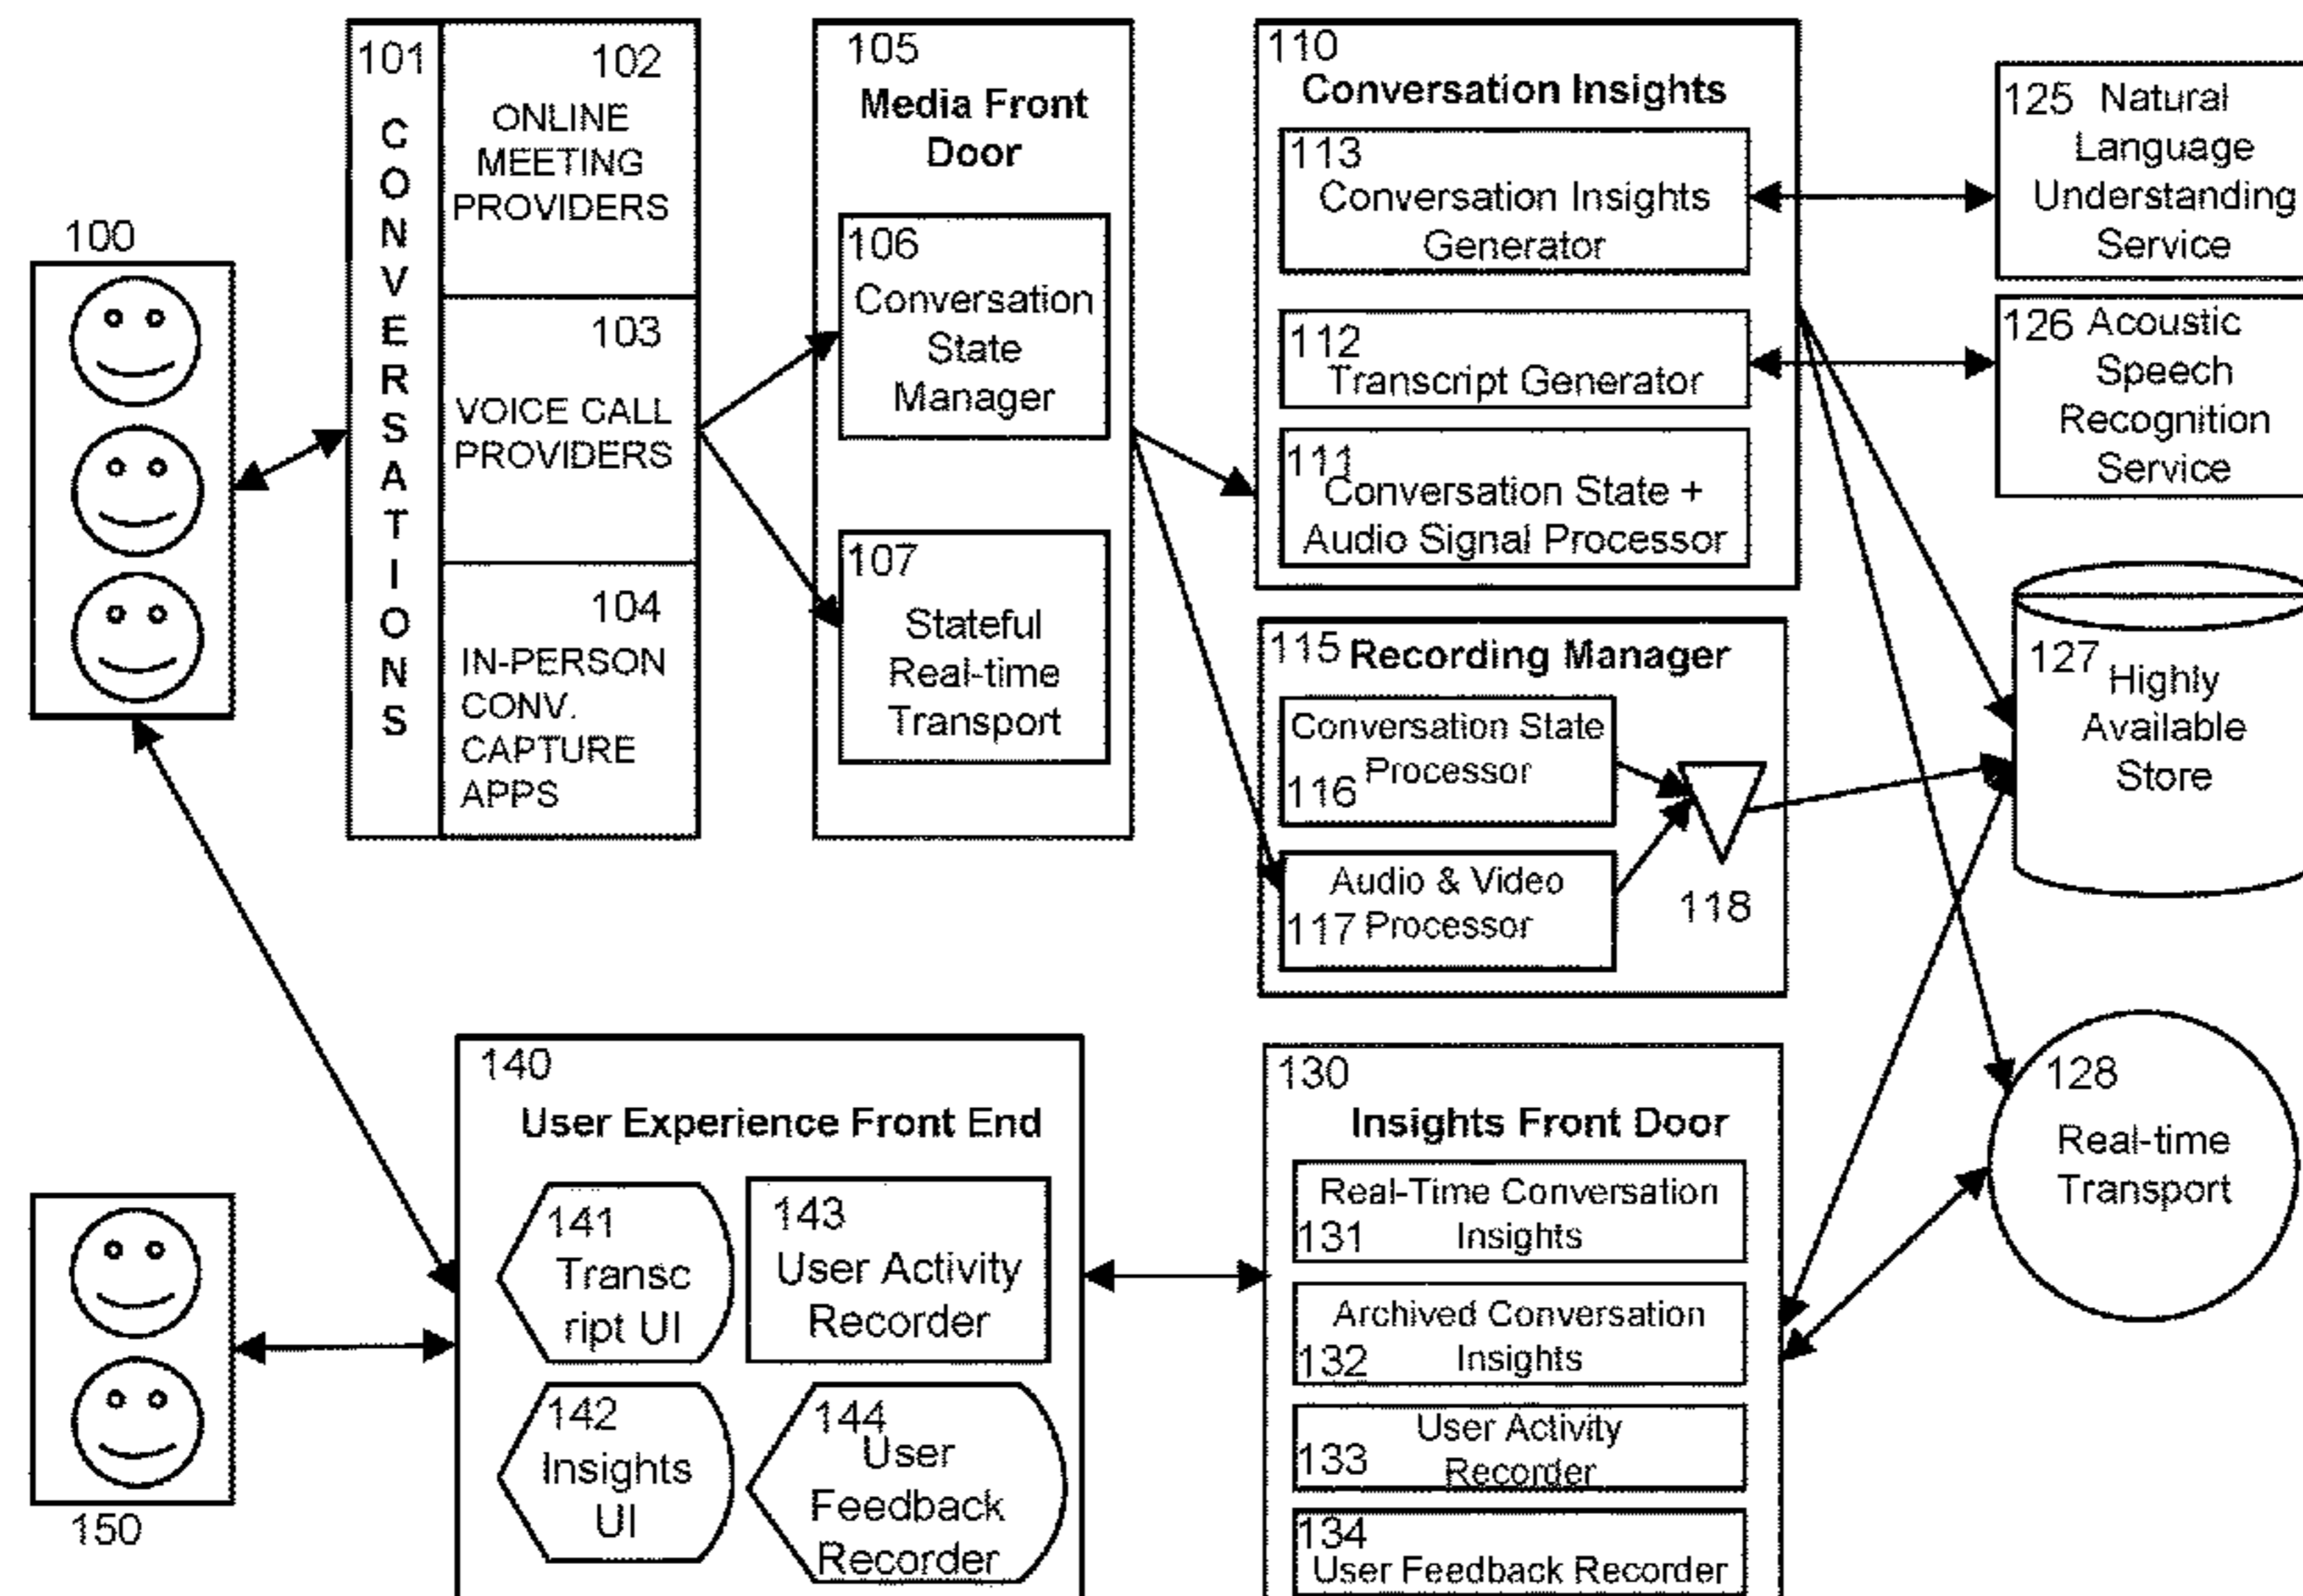 100
101
CONVERSATIONS
102
ONLINE
MEETING
PROVIDERS
103
VOICE CALL
PROVIDERS
104
IN-PERSON
CONV.
CAPTURE
APPS
105
Media Front
Door
106
Conversation
State
Manager
107
Stateful
Real-time
Transport
110
Conversation Insights
113
Conversation Insights
Generator
112
Transcript Generator
111
Conversation State +
Audio Signal Processor
115 Recording Manager
Conversation State
Processor
116
Audio & Video
117 Processor
118
125 Natural
Language
Understanding
Service
126 Acoustic
Speech
Recognition
Service
127
Highly
Available
Store
128
Real-time
Transport
130
Insights Front Door
Real-Time Conversation
131 Insights
Archived Conversation
132 Insights
User Activity
133 Recorder
134
User Feedback Recorder
140
User Experience Front End
141
Transc
ript UI
143
User Activity
Recorder
142
Insights
UI
144
User
Feedback
Recorder
150